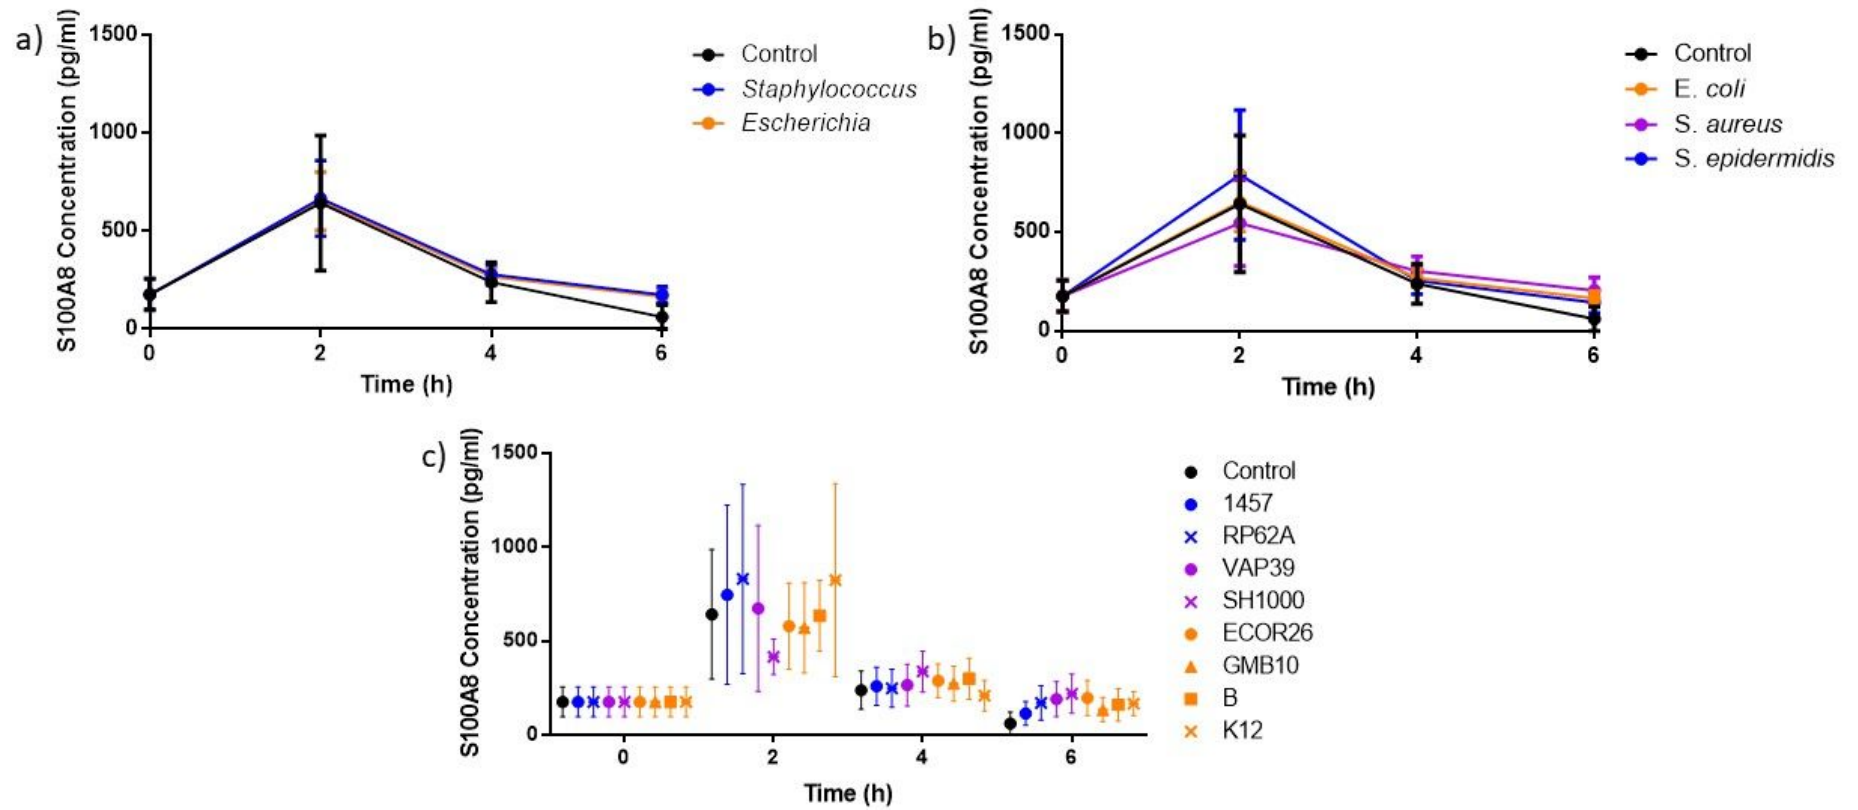 a)
S100A8 Concentration (pg/ml)
1500
1000
500
0
0 2 4 6
Time (h)
Control
Staphylococcus
Escherichia
b)
S100A8 Concentration (pg/ml)
1500
1000
500
0
0 2 4 6
Time (h)
Control
E. coli
S. aureus
S. epidermidis
c)
S100A8 Concentration (pg/ml)
1500
1000
500
0
0 2 4 6
Time (h)
Control
1457
RP62A
VAP39
SH1000
ECOR26
GMB10
B
K12